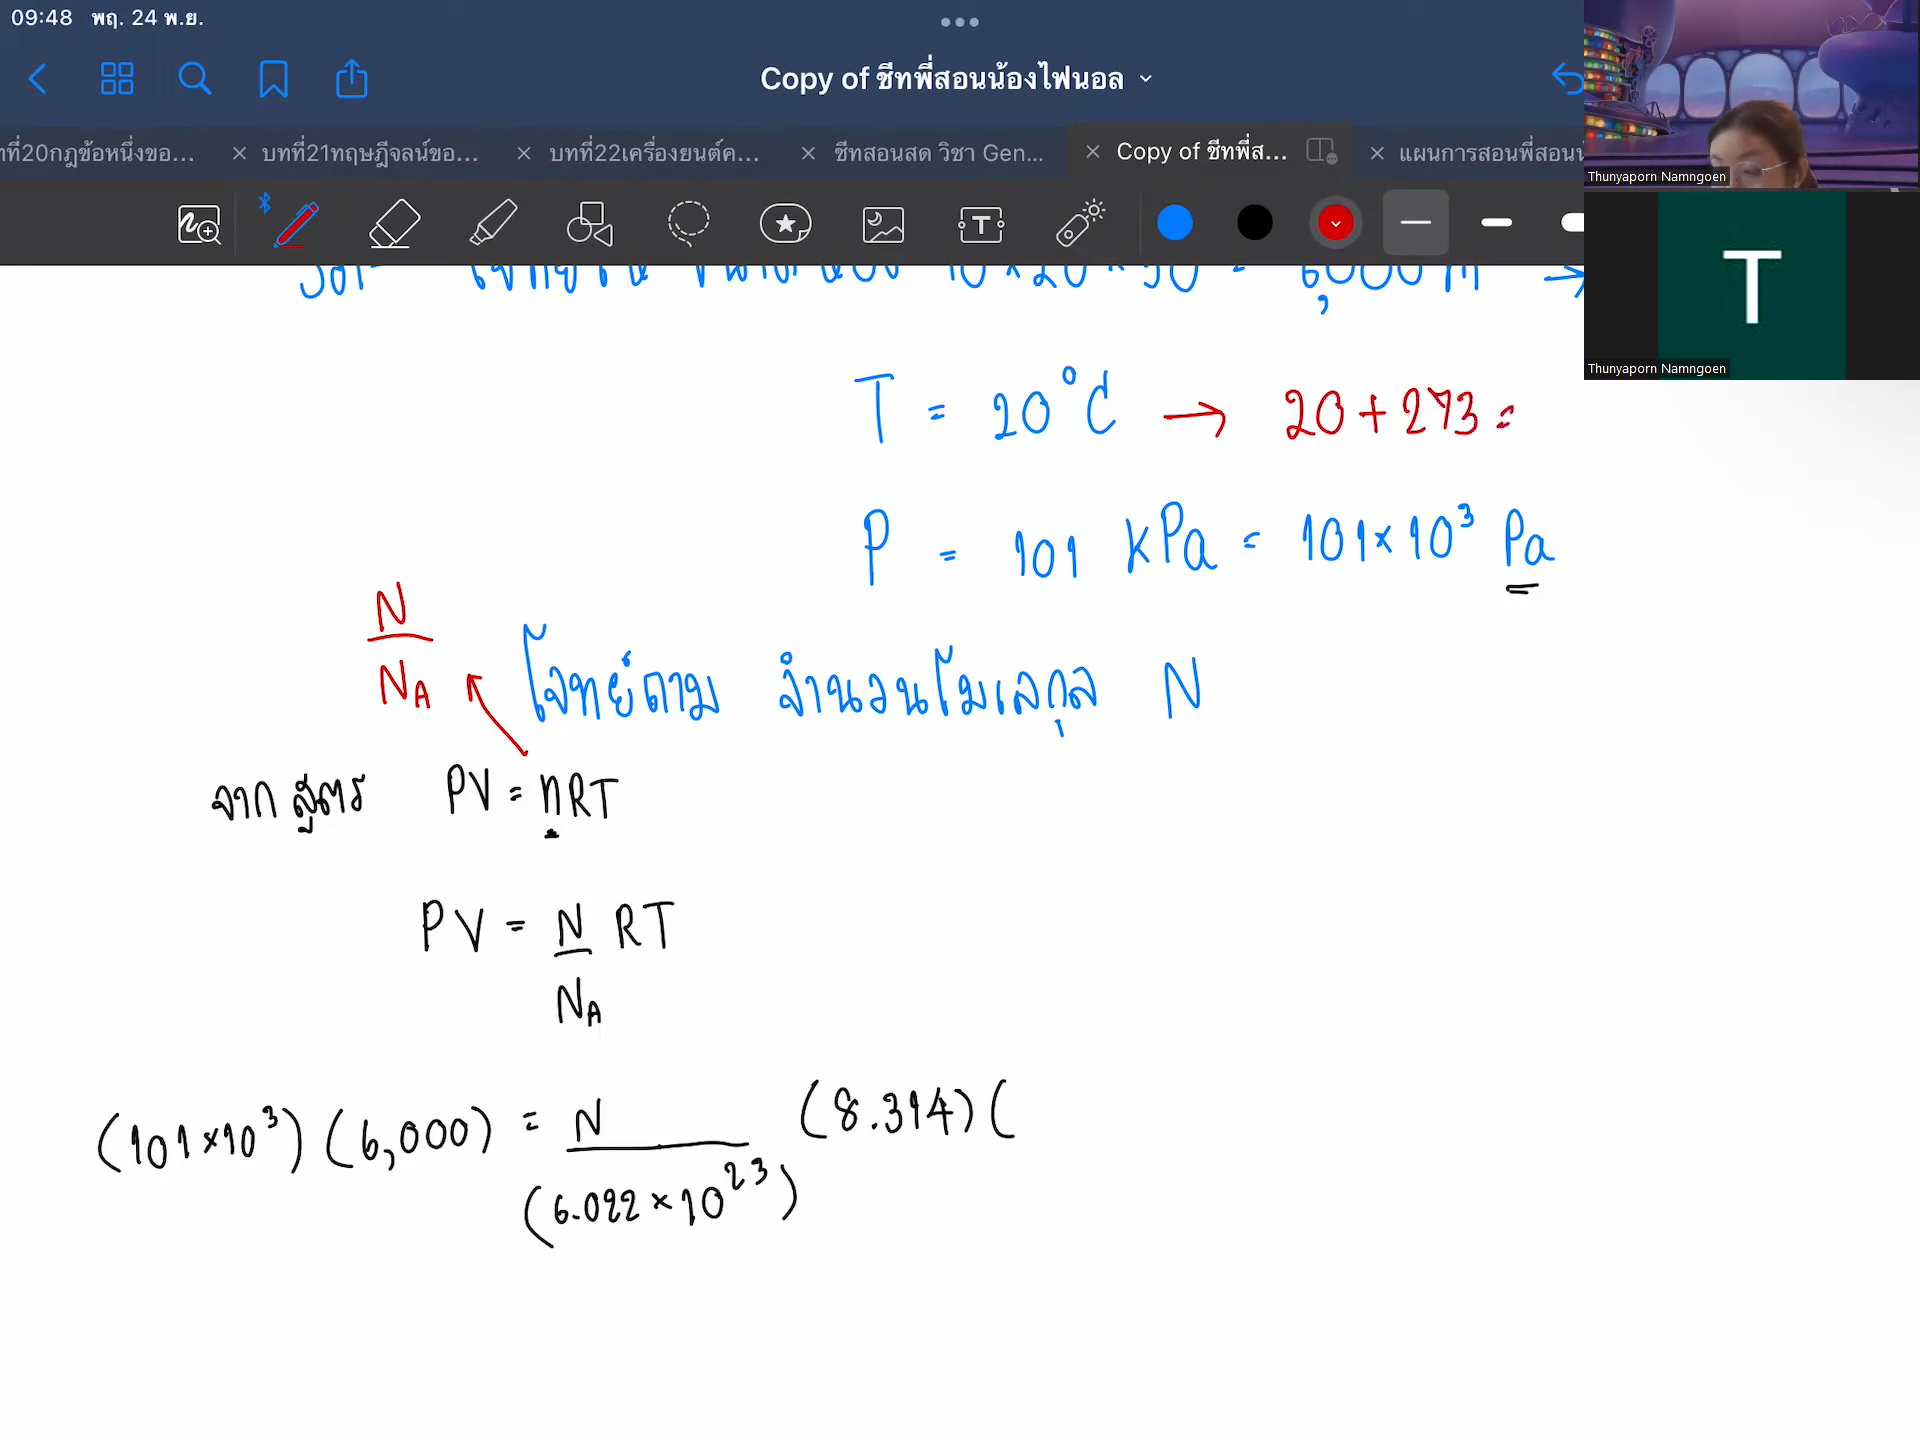 09:48 พฤ. 24 พ.ย.
Copy of ชีทพี่สอนน้องไฟนอล
ทที่20กฎข้อหนึ่งขอ... × บทที่21ทฤษฎีจลน์ขอ... × บทที่22เครื่องยนต์ค... × ชีทสอนสด วิชา Gen... × Copy of ชีทพี่ส... × แผนการสอนพี่สอนน
Thunyaporn Namngoen
T
Thunyaporn Namngoen
10 × 20 × 30 = 6,000 m →
T = 20°C → 20 + 273 =
P = 101 kPa = 101×10³ Pa
N
NA
โจทย์ถาม จำนวนโมเลกุล N
จากสูตร PV = nRT
PV = N RT
NA
(101×10³) (6,000) = N (8.314) (
(6.022 × 10²³)